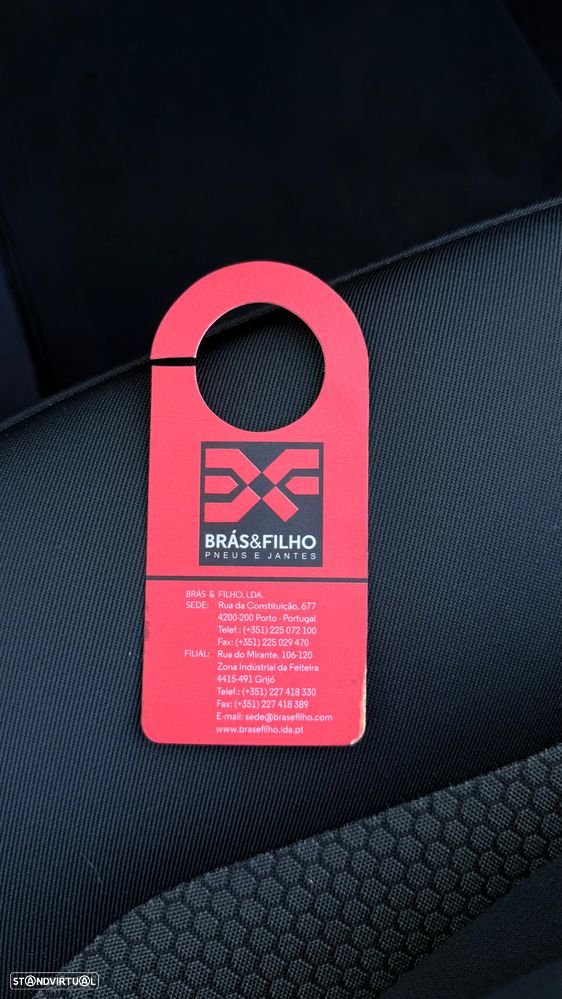 BRÁS&FILHO
PNEUS E JANTES
BRÁS & FILHO, LDA.
SEDE: Rua da Constituição, 677
4200-200 Porto - Portugal
Telef.: (+351) 225 072 100
Fax: (+351) 225 029 470
FILIAL: Rua do Mirante, 106-120
Zona Indústrial da Feiteira
4415-491 Grijó
Telef.: (+351) 227 418 330
Fax: (+351) 227 418 389
E-mail: sede@brasefilho.com
www.brasefilho.lda.pt
STANDVIRTUAL